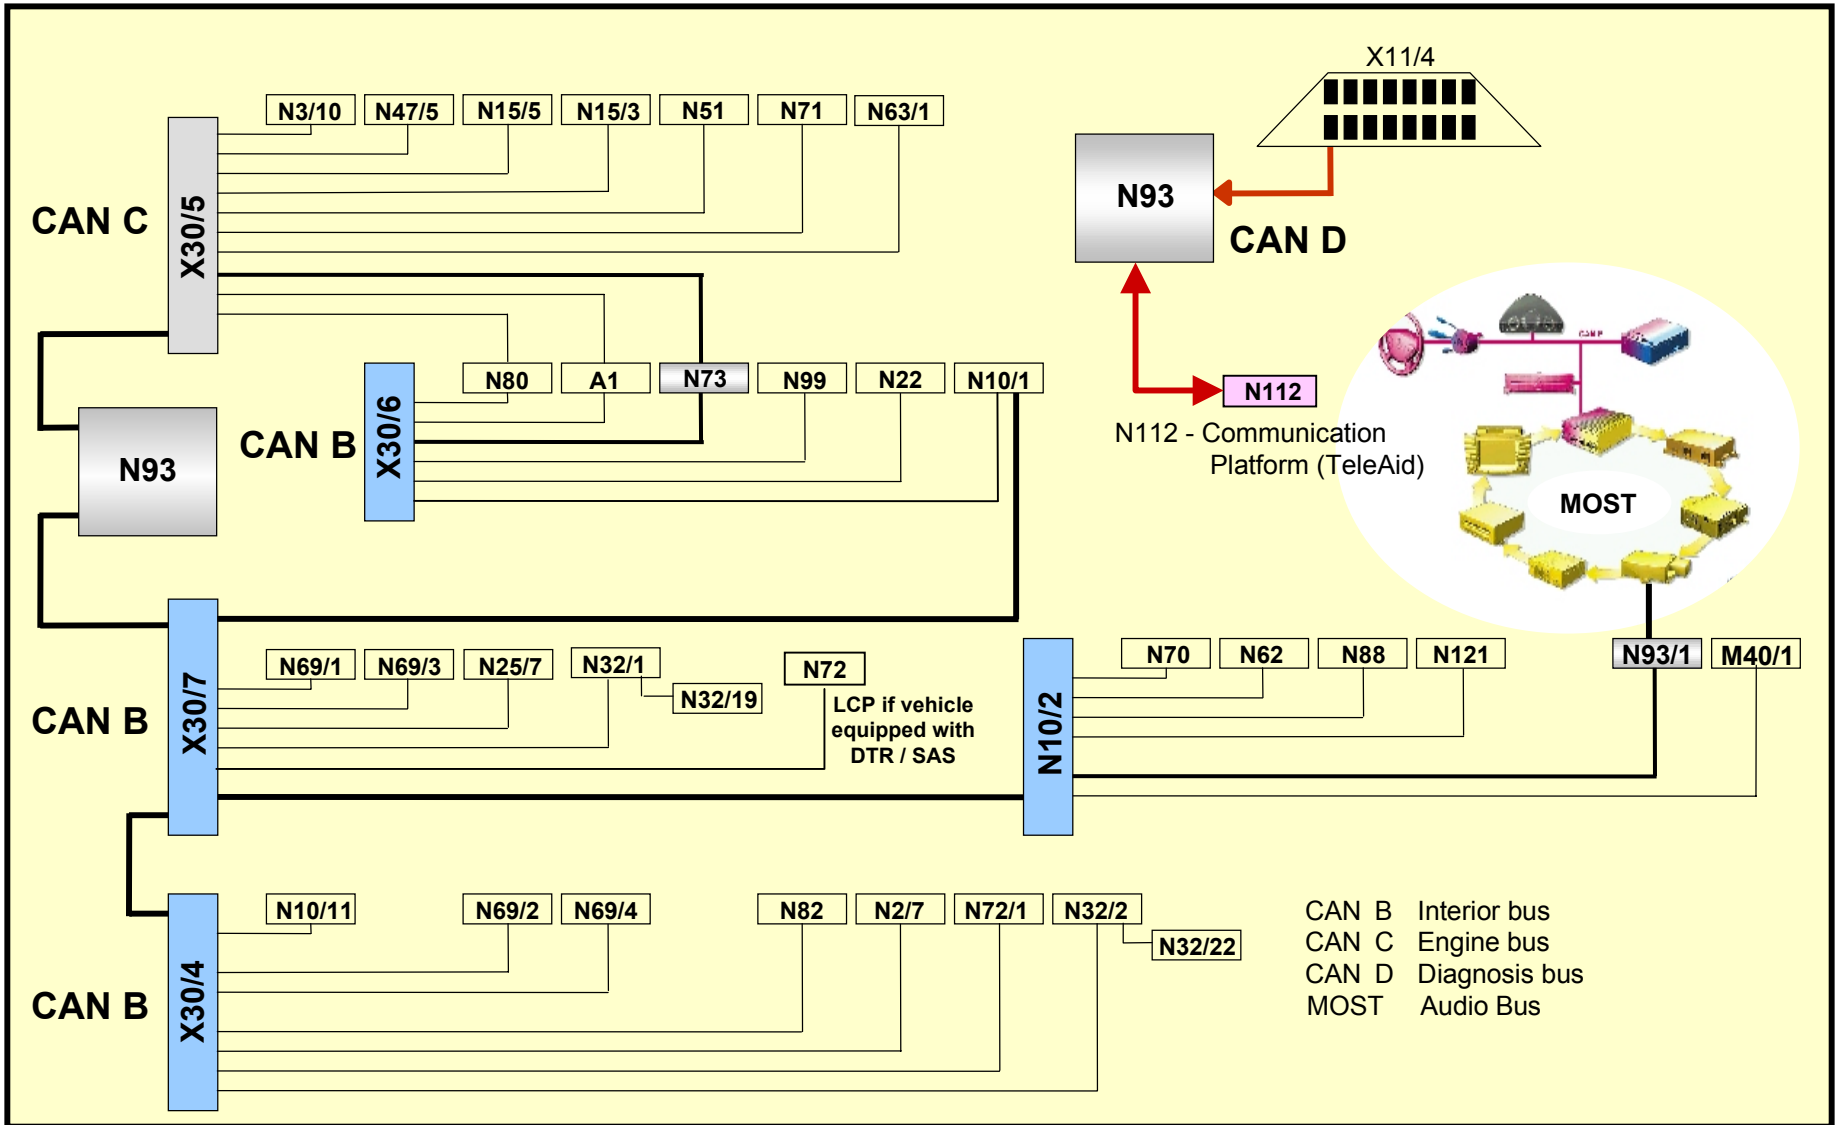 X11/4
N3/10 N47/5 N15/5 N15/3 N51 N71 N63/1
CAN C
X30/5
N93
CAN D
CAN B
X30/6
N80 A1 N73 N99 N22 N10/1
N112
N112 - Communication
Platform (TeleAid)
CAN E
MOST
N93
CAN B
X30/7
N69/1 N69/3 N25/7 N32/1
N32/19
N72
LCP if vehicle
equipped with
DTR / SAS
N10/2
N70 N62 N88 N121 N93/1 M40/1
CAN B
X30/4
N10/11 N69/2 N69/4 N82 N2/7 N72/1 N32/2
N32/22
CAN B Interior bus
CAN C Engine bus
CAN D Diagnosis bus
MOST Audio Bus